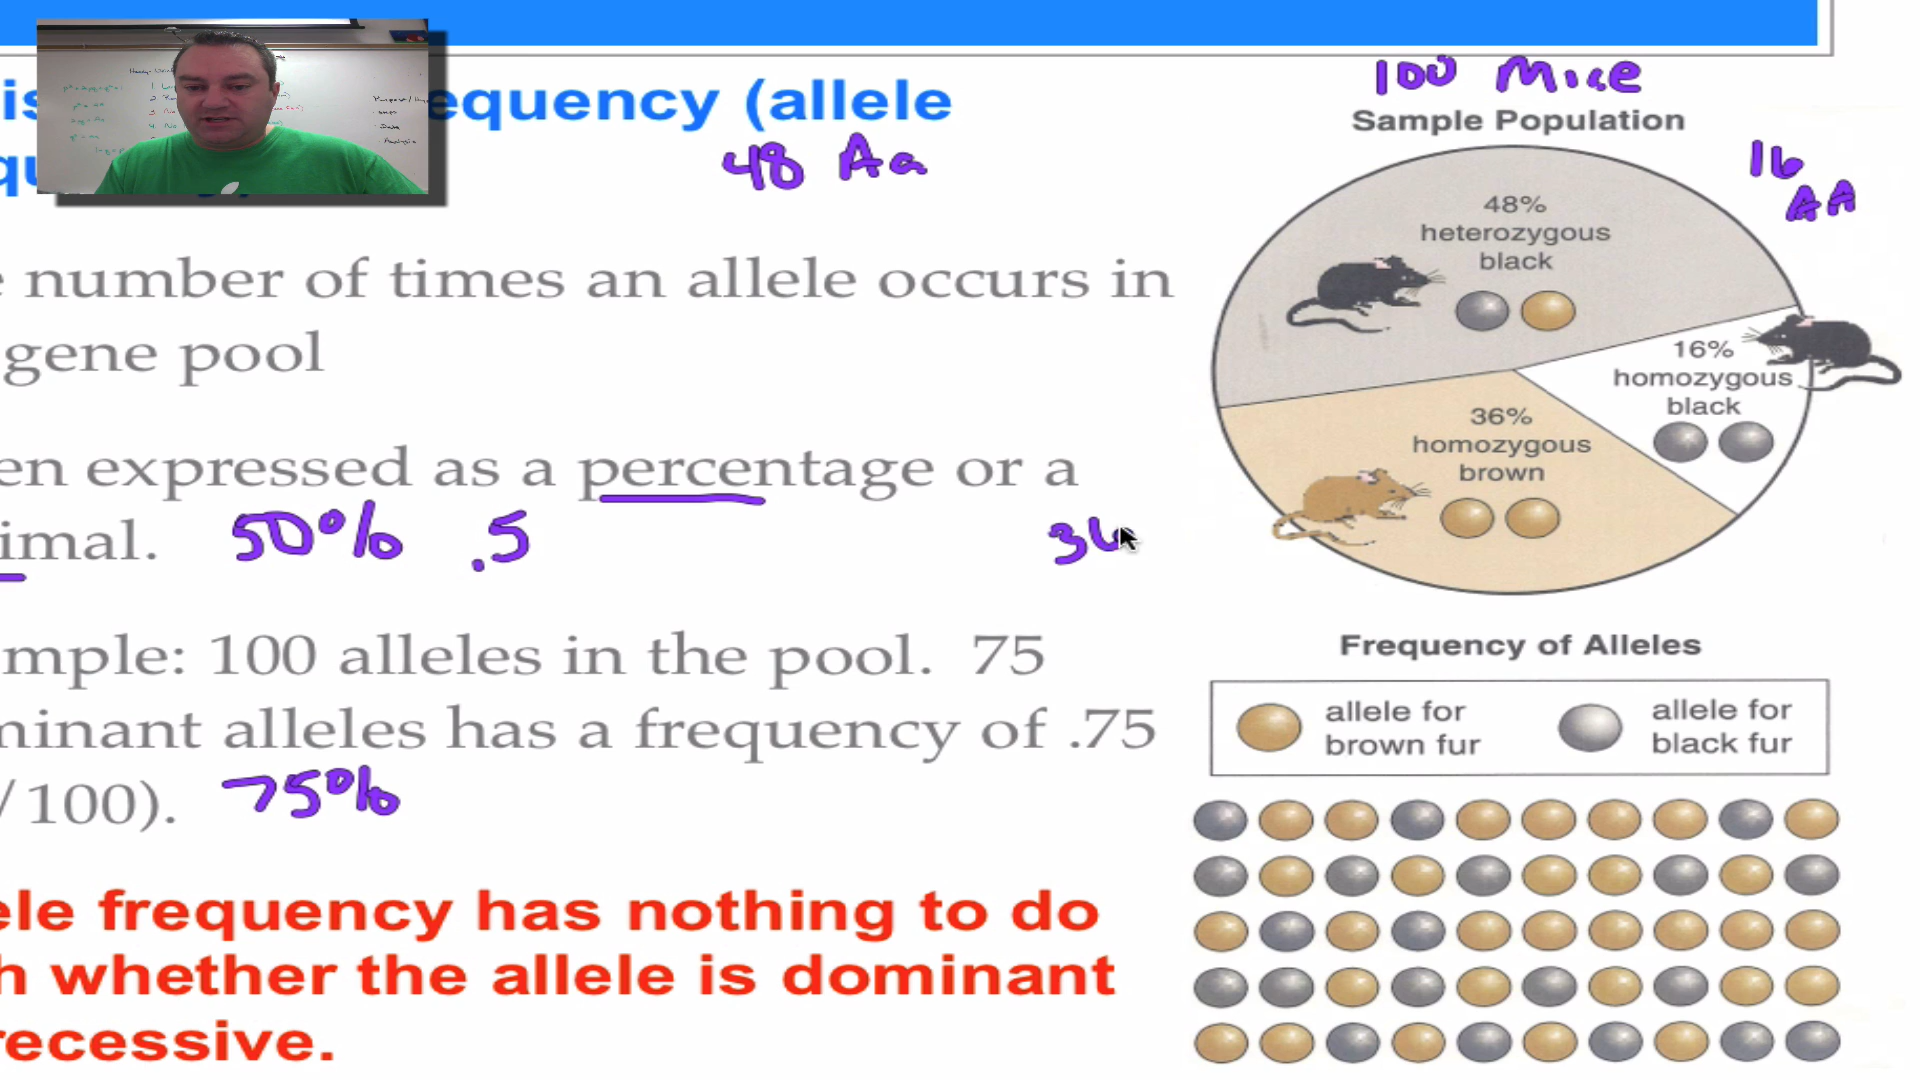 is equency (allele
qu
48 Aa
e number of times an allele occurs in
gene pool
en expressed as a percentage or a
imal. 50% .5
mple: 100 alleles in the pool. 75
minant alleles has a frequency of .75
/100). 75%
ele frequency has nothing to do
h whether the allele is dominant
recessive.
100 Mice
Sample Population
16
AA
48%
heterozygous
black
16%
homozygous
black
36%
homozygous
brown
36
Frequency of Alleles
allele for
brown fur
allele for
black fur